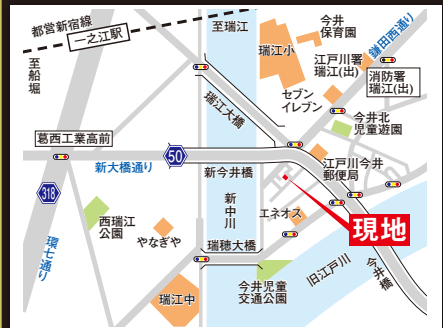 都営新宿線
一之江駅
至船堀
至瑞江
瑞江小
今井
保育園
鎌田西通り
江戸川署
瑞江(出)
消防署
瑞江(出)
セブン
イレブン
瑞江大橋
今井北
児童遊園
葛西工業高前
新大橋通り
50
新今井橋
江戸川今井
郵便局
318
環七通り
西瑞江
公園
やなぎや
新中川
エネオス
現地
瑞穂大橋
瑞江中
今井児童
交通公園
旧江戸川
今井橋